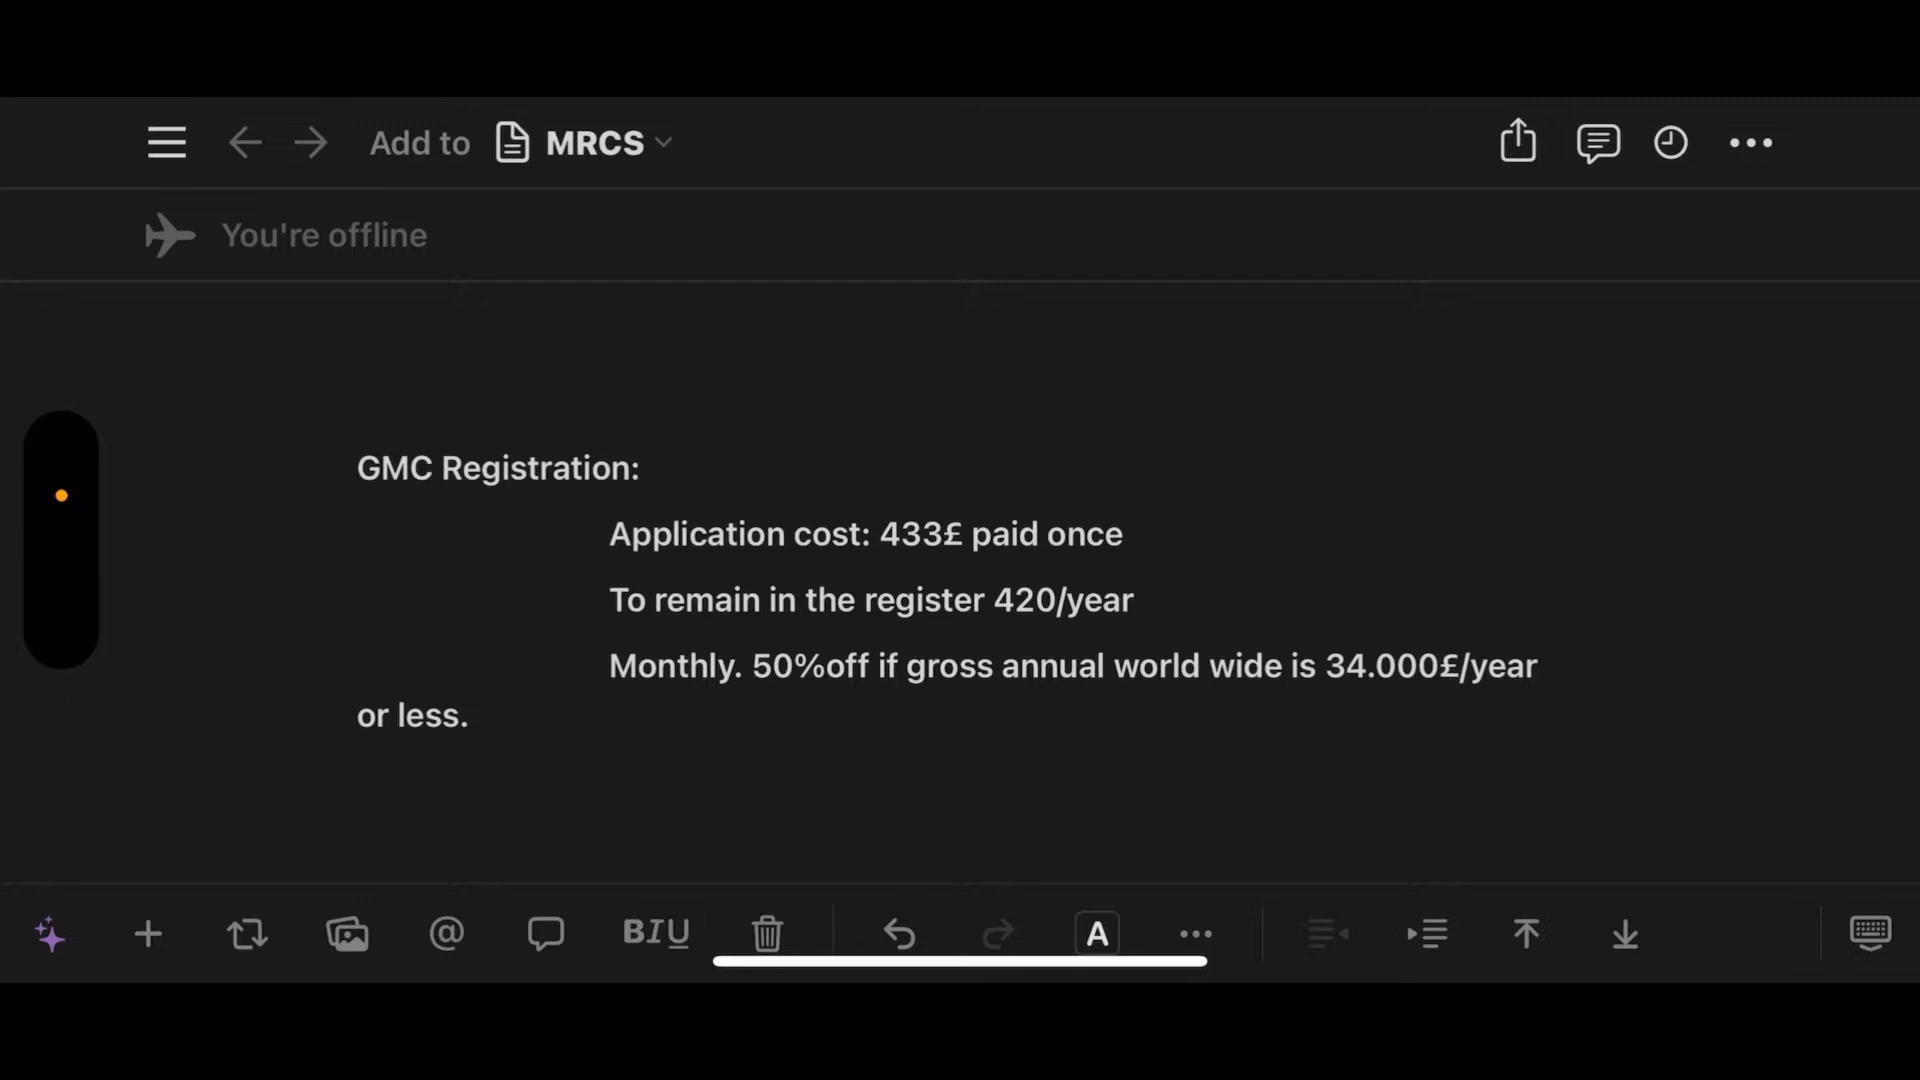 Add to MRCS
You're offline
GMC Registration:
Application cost: 433£ paid once
To remain in the register 420/year
Monthly. 50%off if gross annual world wide is 34.000£/year
or less.
@ BIU A